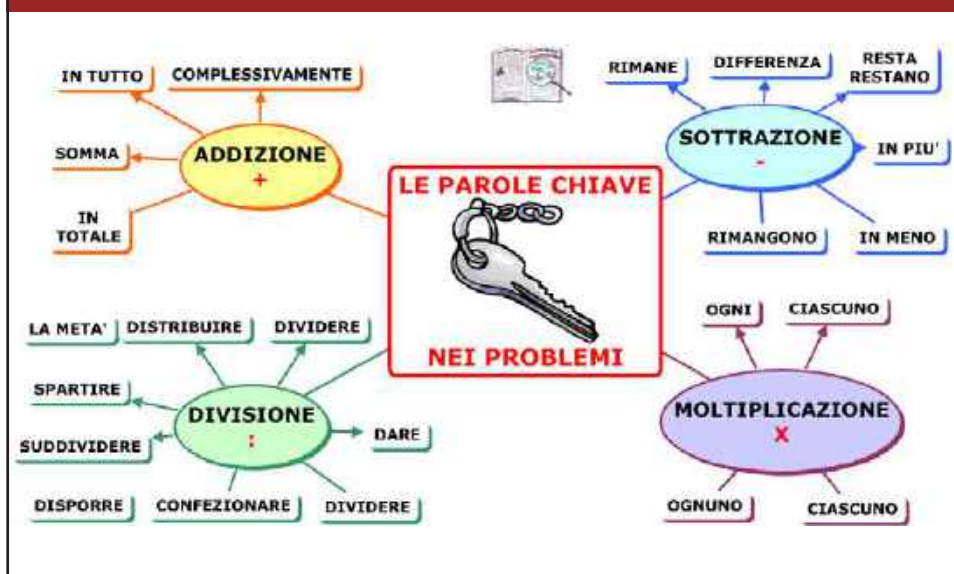 IN TUTTO
COMPLESSIVAMENTE
SOMMA
ADDIZIONE
+
IN
TOTALE
RIMANE
DIFFERENZA
RESTA
RESTANO
SOTTRAZIONE
-
IN PIU'
RIMANGONO
IN MENO
LE PAROLE CHIAVE
NEI PROBLEMI
LA META'
DISTRIBUIRE
DIVIDERE
SPARTIRE
DIVISIONE
:
SUDDIVIDERE
DARE
DISPORRE
CONFEZIONARE
DIVIDERE
OGNI
CIASCUNO
MOLTIPLICAZIONE
X
OGNUNO
CIASCUNO